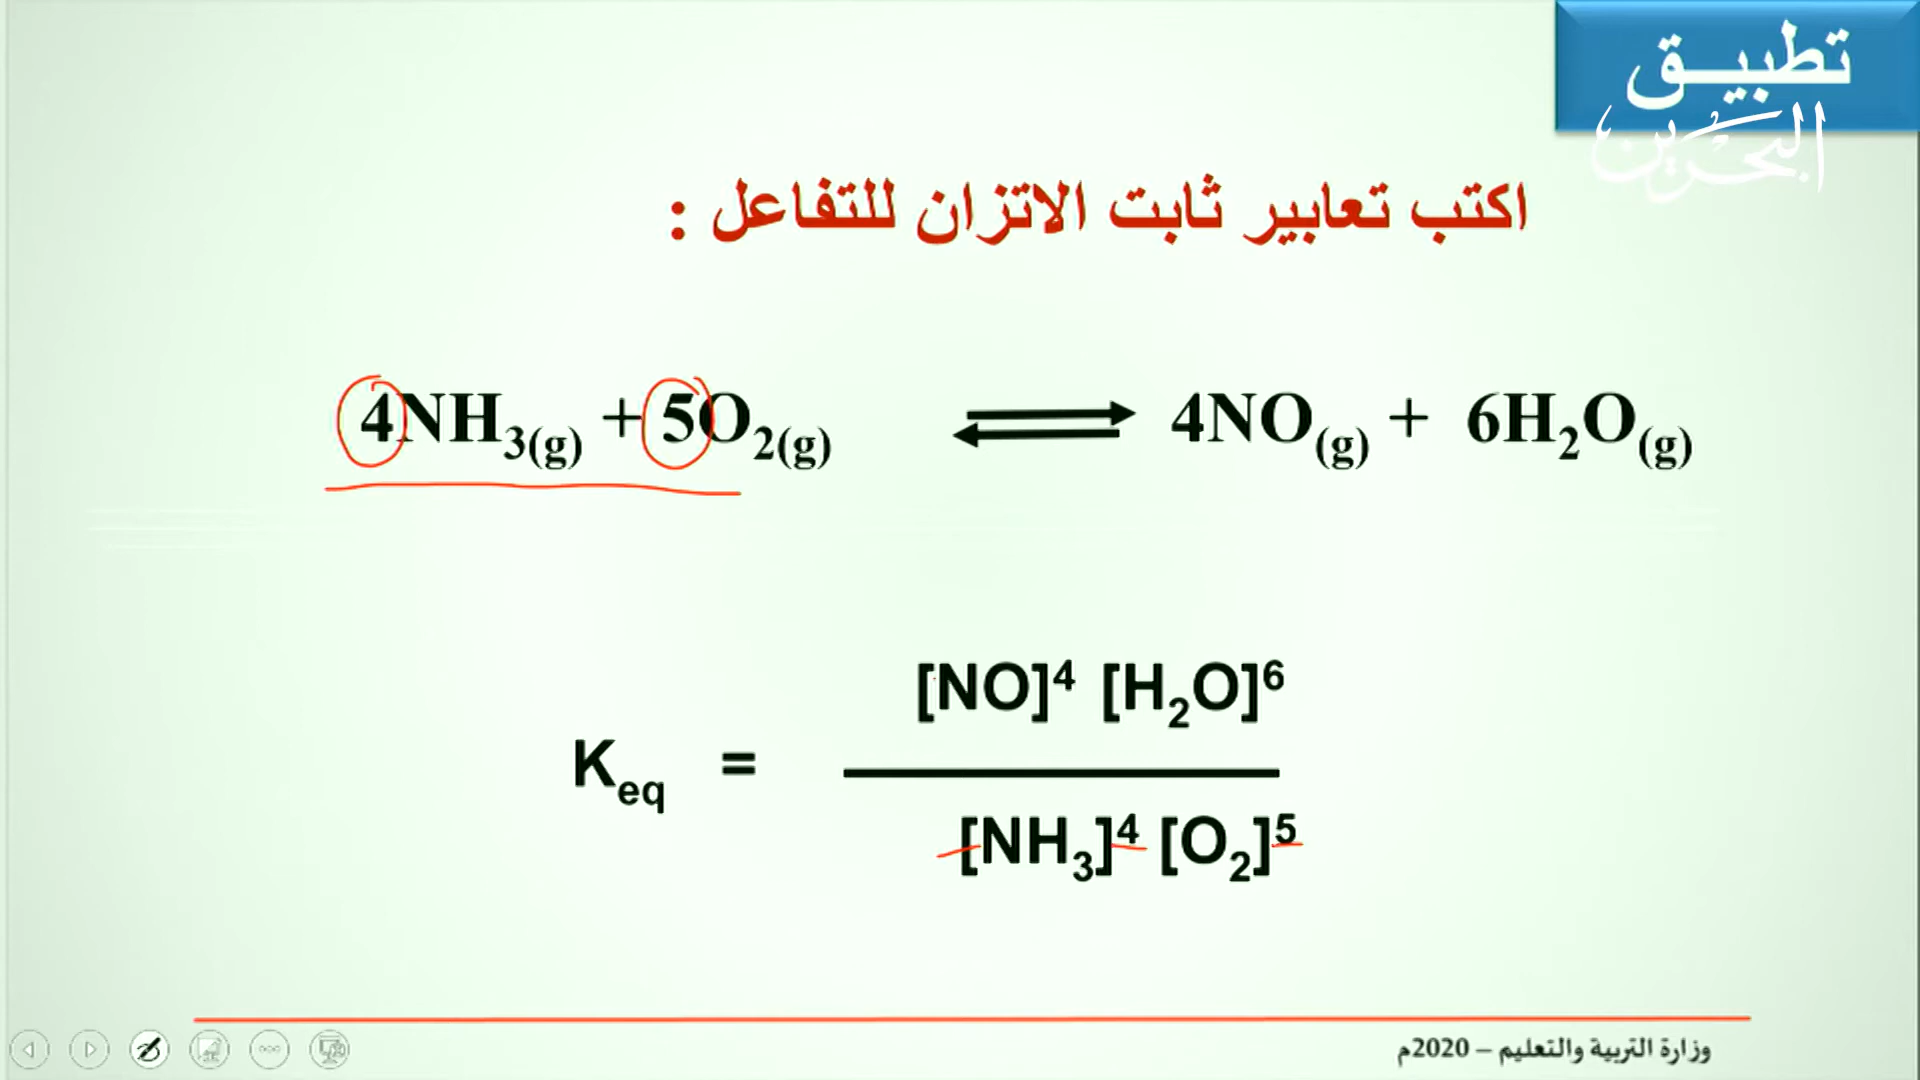 تطبيق
البحرين
اكتب تعابير ثابت الاتزان للتفاعل :
4NH₃(g) + 5O₂(g) ⇌ 4NO(g) + 6H₂O(g)
[NO]⁴ [H₂O]⁶
Keq =
[NH₃]⁴ [O₂]⁵
وزارة التربية والتعليم – 2020م